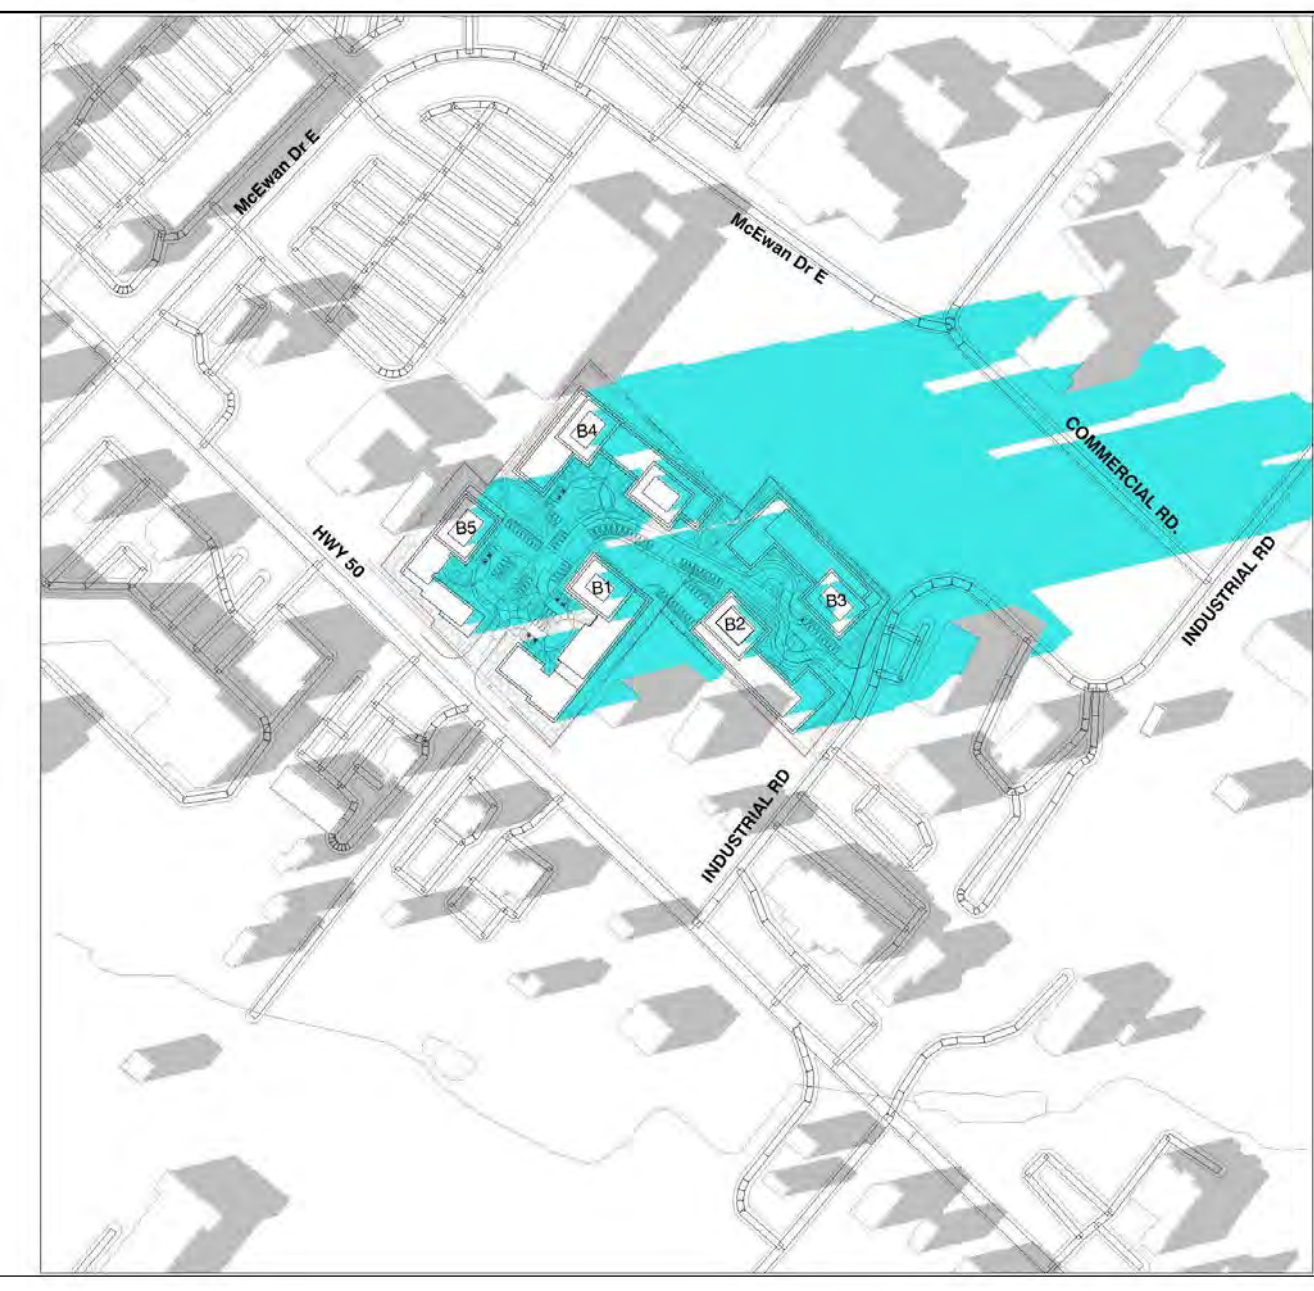 McEwan Dr E
McEwan Dr E
COMMERCIAL RD.
B4
B5
HWY 50
B1
B3
B2
INDUSTRIAL RD
INDUSTRIAL RD